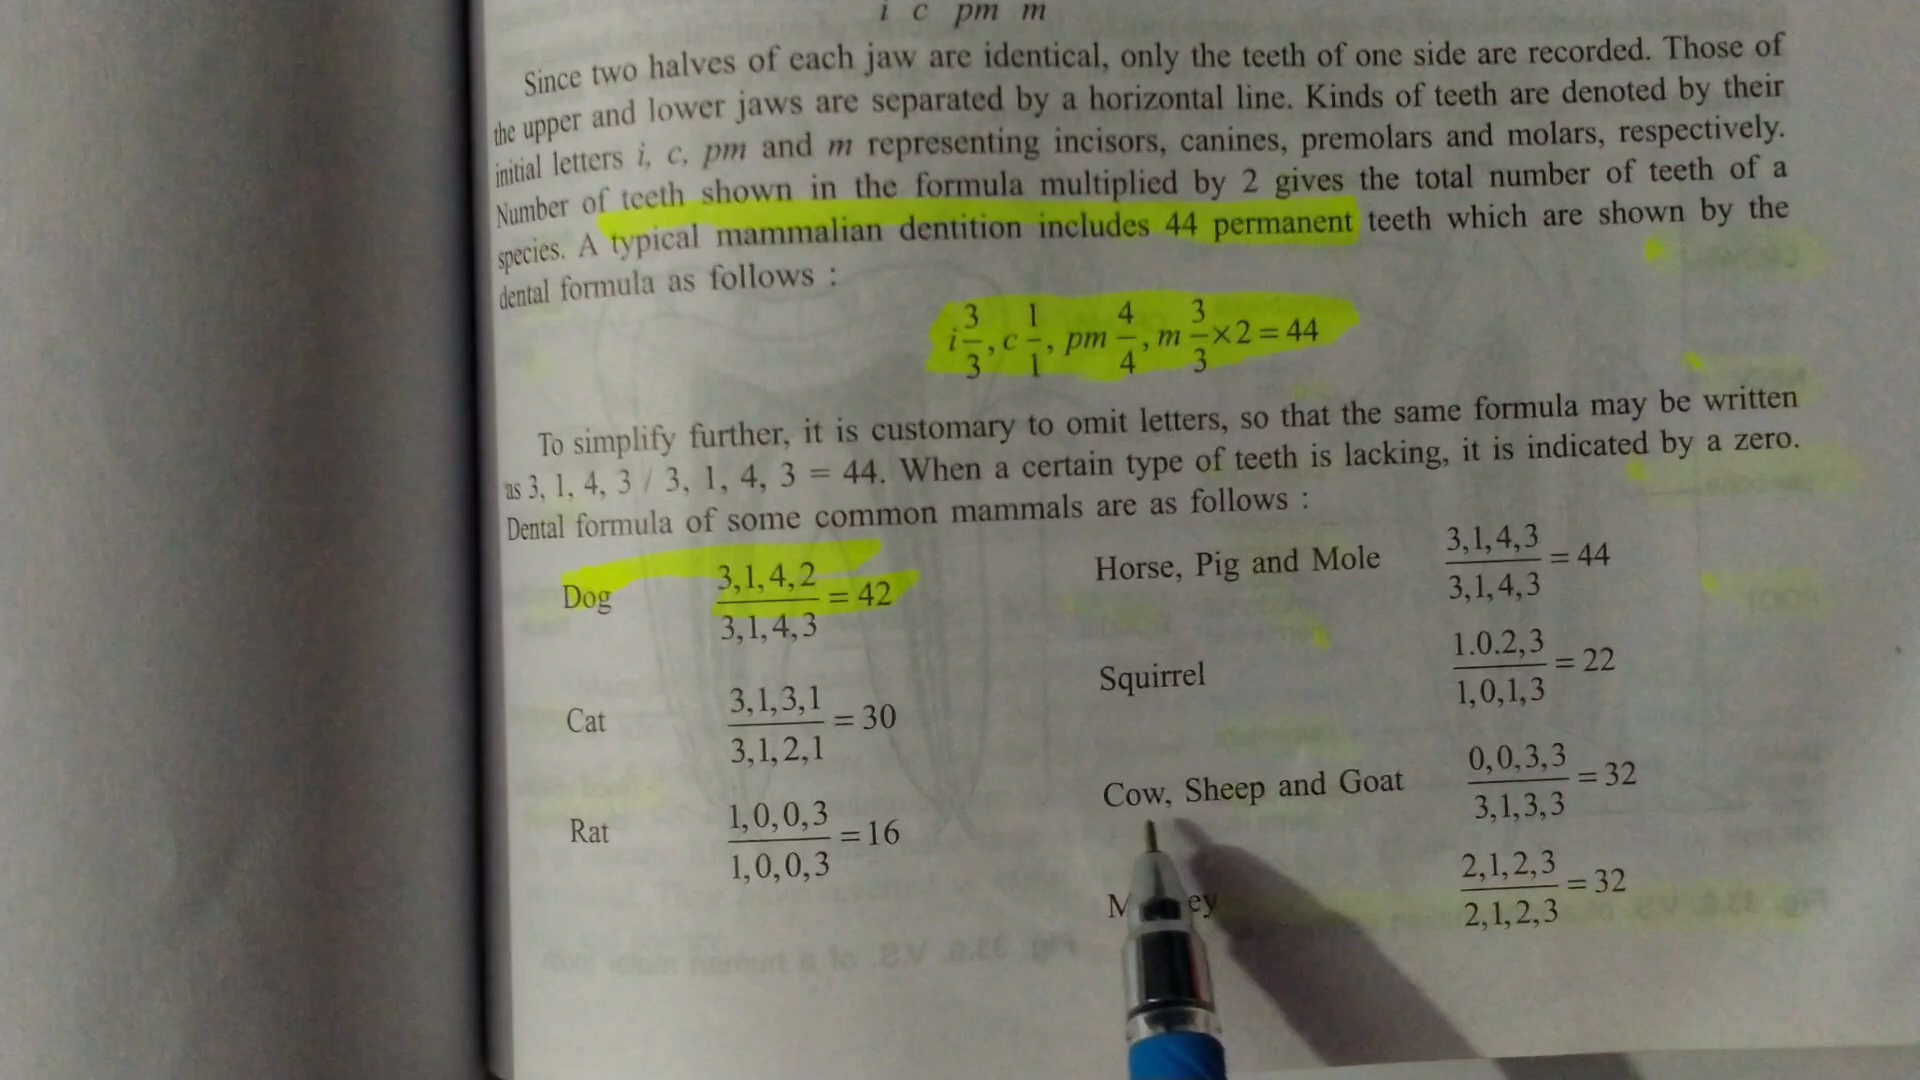 i c pm m
Since two halves of each jaw are identical, only the teeth of one side are recorded. Those of
the upper and lower jaws are separated by a horizontal line. Kinds of teeth are denoted by their
initial letters i, c, pm and m representing incisors, canines, premolars and molars, respectively.
Number of teeth shown in the formula multiplied by 2 gives the total number of teeth of a
species. A typical mammalian dentition includes 44 permanent teeth which are shown by the
dental formula as follows :
i 3/3, c 1/1, pm 4/4, m 3/3 ×2 = 44
To simplify further, it is customary to omit letters, so that the same formula may be written
as 3, 1, 4, 3 / 3, 1, 4, 3 = 44. When a certain type of teeth is lacking, it is indicated by a zero.
Dental formula of some common mammals are as follows :
Dog 3,1,4,2 / 3,1,4,3 = 42
Horse, Pig and Mole 3,1,4,3 / 3,1,4,3 = 44
Cat 3,1,3,1 / 3,1,2,1 = 30
Squirrel 1.0.2,3 / 1,0,1,3 = 22
Rat 1,0,0,3 / 1,0,0,3 = 16
Cow, Sheep and Goat 0,0,3,3 / 3,1,3,3 = 32
2,1,2,3 / 2,1,2,3 = 32